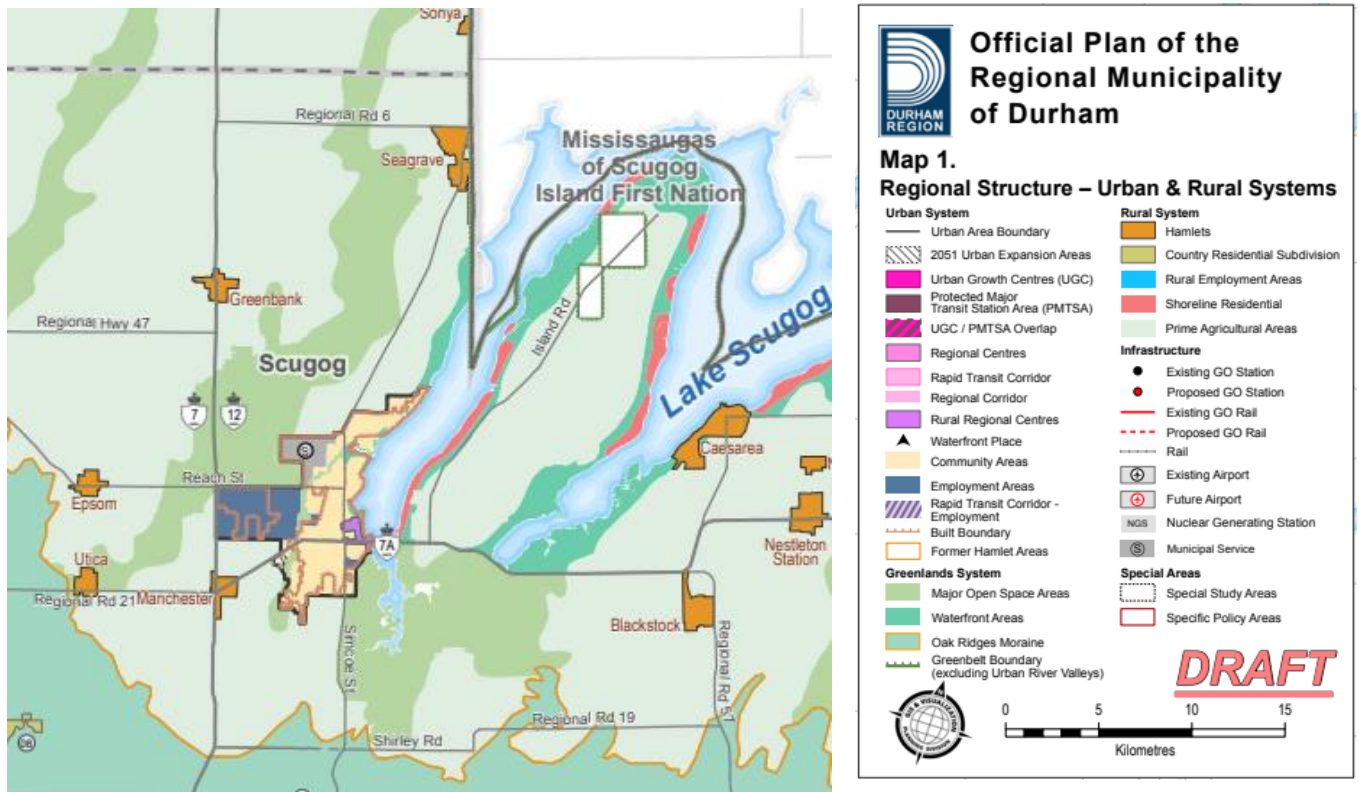 Sonya
Regional Rd 6
Seagrave
Mississaugas
of Scugog
Island First Nation
Greenbank
Regional Hwy 47
Scugog
Island Rd
Lake Scugog
7
12
S
Reach St
Epsom
Caesarea
7A
Nestleton
Station
Utica
Regional Rd 21
Manchester
Blackstock
Simcoe St
Regional Rd 57
Regional Rd 19
Shirley Rd
DURHAM
REGION
Official Plan of the
Regional Municipality
of Durham
Map 1.
Regional Structure – Urban & Rural Systems
Urban System
Urban Area Boundary
2051 Urban Expansion Areas
Urban Growth Centres (UGC)
Protected Major
Transit Station Area (PMTSA)
UGC / PMTSA Overlap
Regional Centres
Rapid Transit Corridor
Regional Corridor
Rural Regional Centres
Waterfront Place
Community Areas
Employment Areas
Rapid Transit Corridor -
Employment
Built Boundary
Former Hamlet Areas
Greenlands System
Major Open Space Areas
Waterfront Areas
Oak Ridges Moraine
Greenbelt Boundary
(excluding Urban River Valleys)
Rural System
Hamlets
Country Residential Subdivision
Rural Employment Areas
Shoreline Residential
Prime Agricultural Areas
Infrastructure
Existing GO Station
Proposed GO Station
Existing GO Rail
Proposed GO Rail
Rail
Existing Airport
Future Airport
NGS
Nuclear Generating Station
S
Municipal Service
Special Areas
Special Study Areas
Specific Policy Areas
DRAFT
GIS & VISUALIZATION
PLANNING DIVISION
0 5 10 15
Kilometres